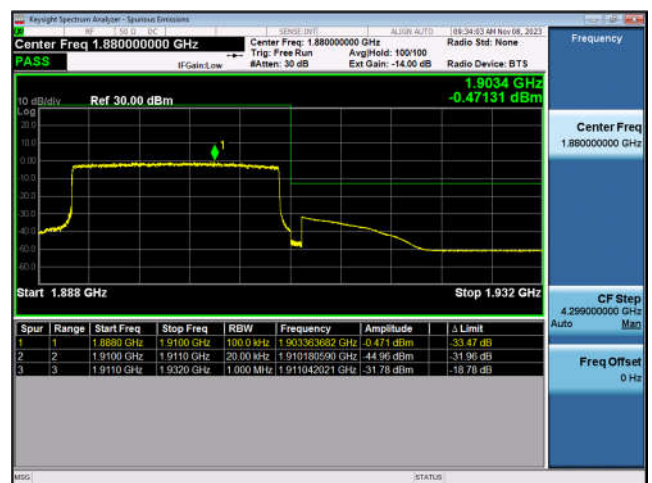 Keysight Spectrum Analyzer - Spurious Emissions
RF 50 Ω DC SENSE:INT ALIGN AUTO 09:34:03 AM Nov 08, 2023
Center Freq 1.880000000 GHz
Center Freq: 1.880000000 GHz Radio Std: None
Trig: Free Run Avg|Hold: 100/100
PASS IFGain:Low #Atten: 30 dB Ext Gain: -14.00 dB Radio Device: BTS
1.9034 GHz
10 dB/div Ref 30.00 dBm -0.47131 dBm
Log
20.0
10.0
0.00
-10.0
-20.0
-30.0
-40.0
-50.0
-60.0
1
Start 1.888 GHz Stop 1.932 GHz
Spur Range Start Freq Stop Freq RBW Frequency Amplitude Δ Limit
1 1 1.8880 GHz 1.9100 GHz 100.0 kHz 1.903363682 GHz -0.471 dBm -33.47 dB
2 2 1.9100 GHz 1.9110 GHz 20.00 kHz 1.910180590 GHz -44.96 dBm -31.96 dB
3 3 1.9110 GHz 1.9320 GHz 1.000 MHz 1.911042021 GHz -31.78 dBm -18.78 dB
Frequency
Center Freq
1.880000000 GHz
CF Step
4.299000000 GHz
Auto Man
Freq Offset
0 Hz
MSG STATUS